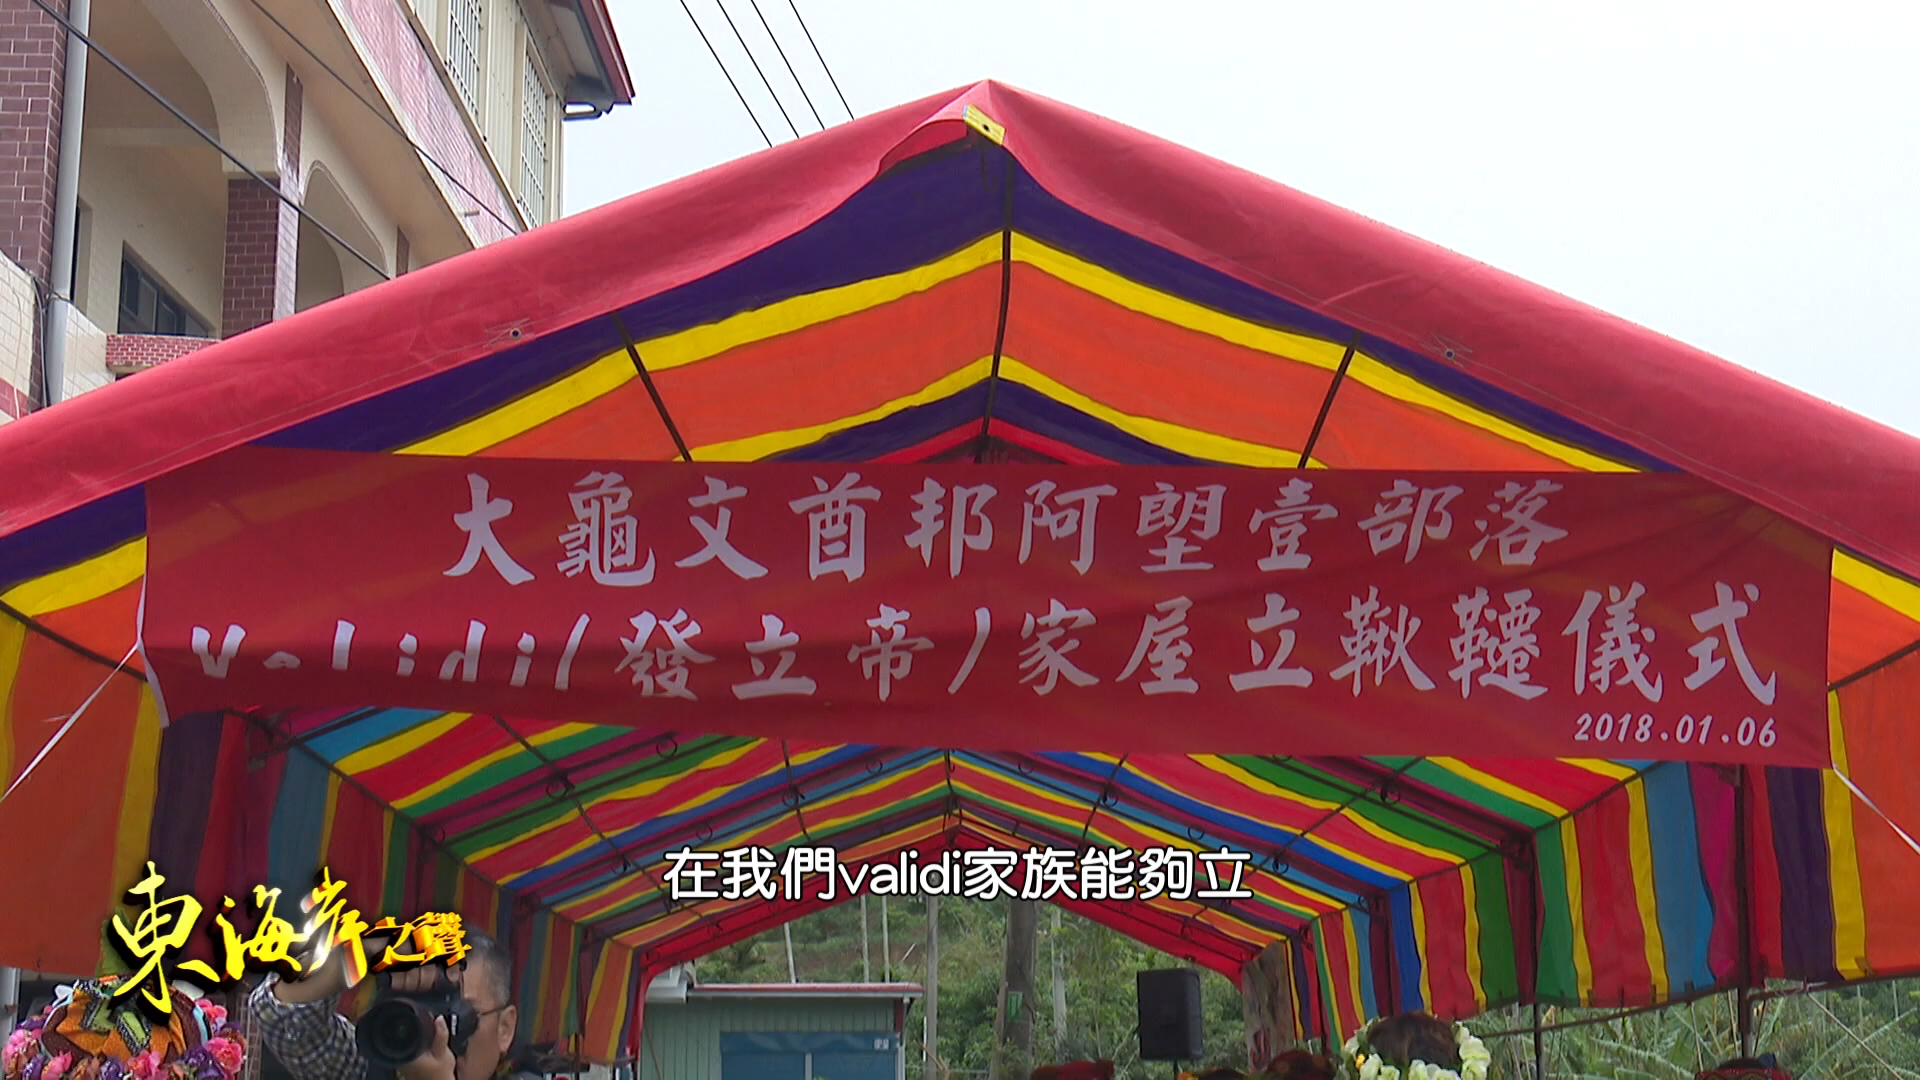 大龜文酋邦阿塱壹部落
Validi(發立帝)家屋立鞦韆儀式
2018.01.06
在我們validi家族能夠立
東海岸之聲